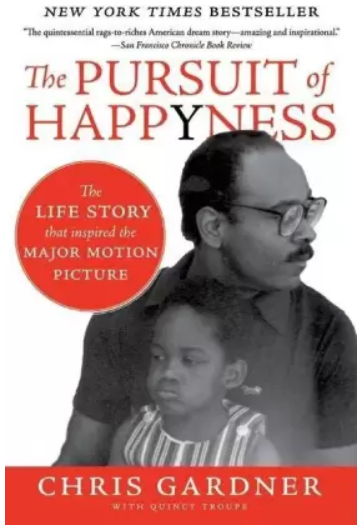 NEW YORK TIMES BESTSELLER
"The quintessential rags-to-riches American dream story—amazing and inspirational."
—San Francisco Chronicle Book Review
The PURSUIT of
HAPPYNESS
The
LIFE STORY
that inspired the
MAJOR MOTION
PICTURE
CHRIS GARDNER
WITH QUINCY TROUPE